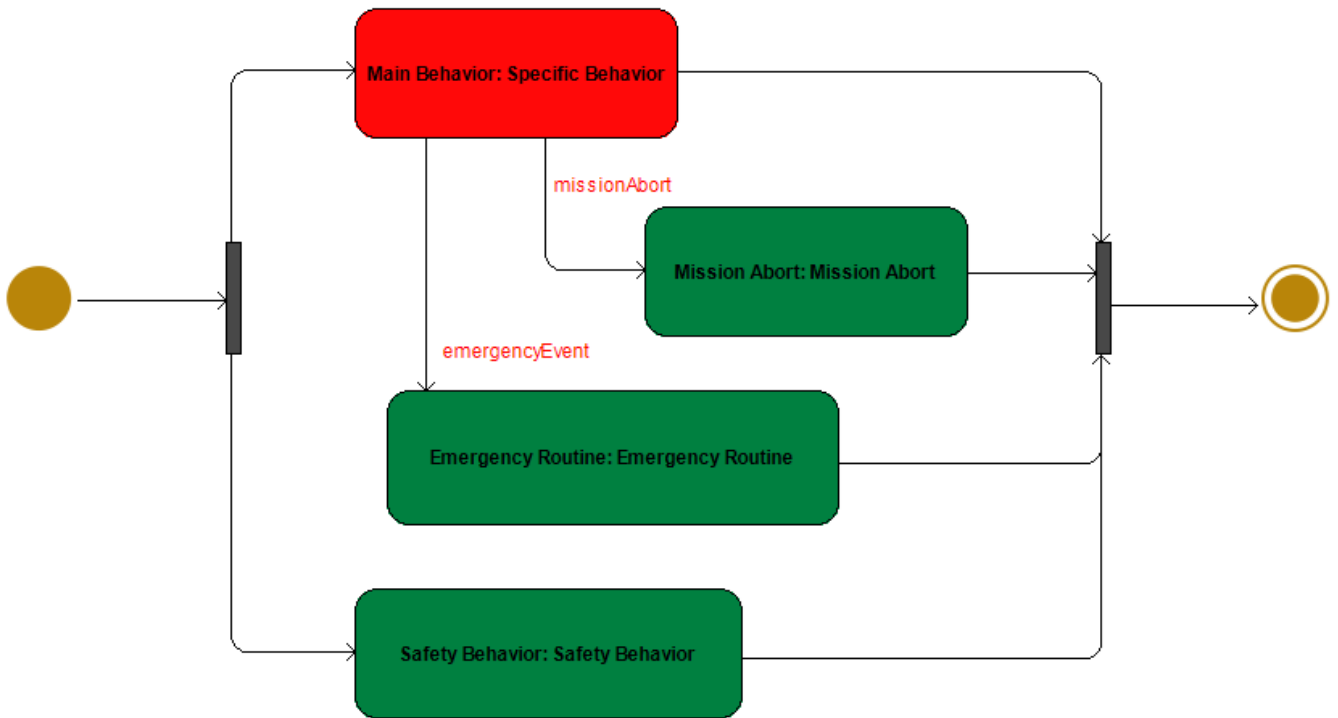 Main Behavior: Specific Behavior
missionAbort
Mission Abort: Mission Abort
emergencyEvent
Emergency Routine: Emergency Routine
Safety Behavior: Safety Behavior